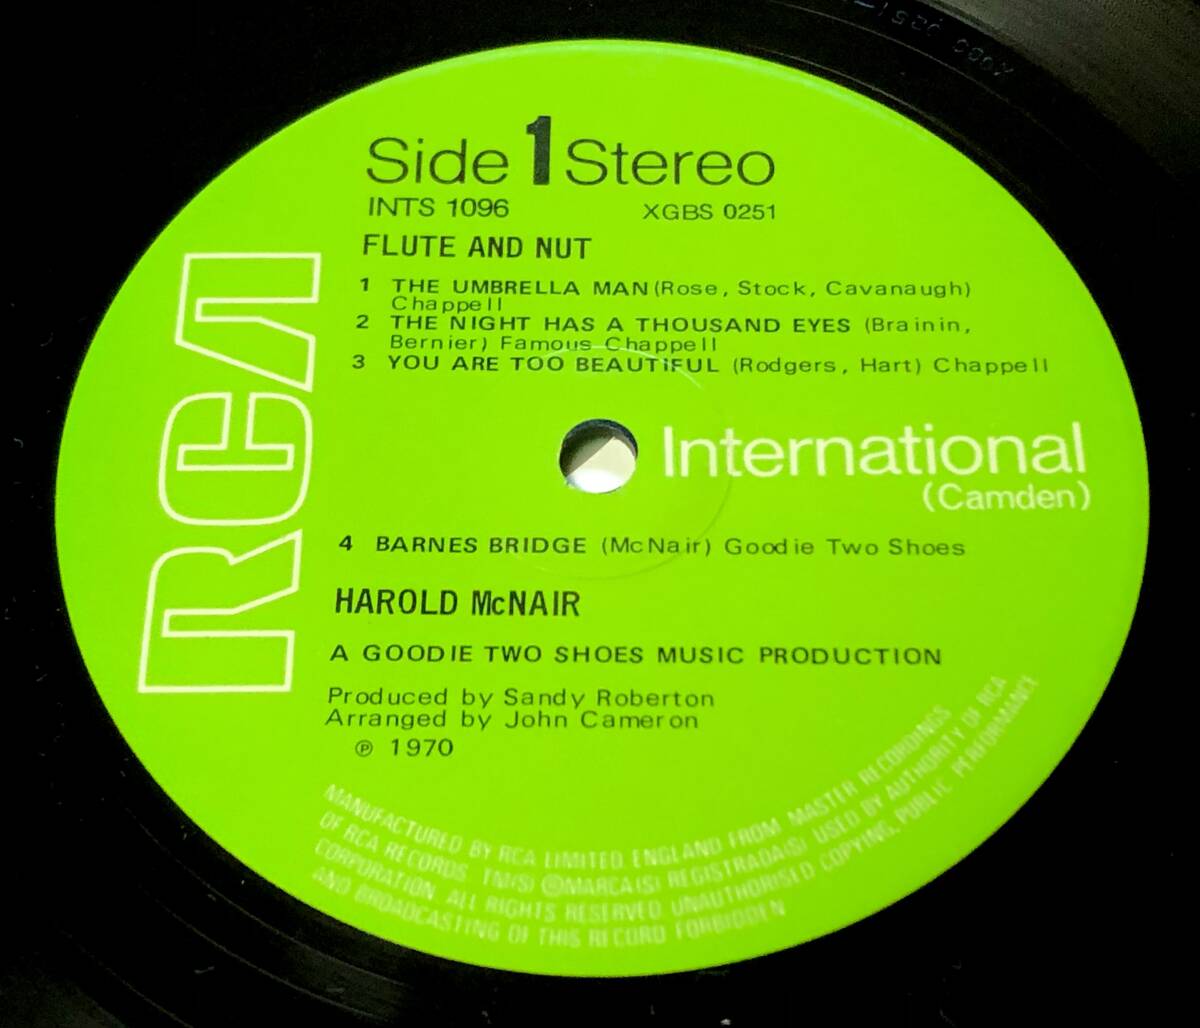 Side 1 Stereo
INTS 1096 XGBS 0251
FLUTE AND NUT
1 THE UMBRELLA MAN (Rose, Stock, Cavanaugh)
Chappell
2 THE NIGHT HAS A THOUSAND EYES (Brainin,
Bernier) Famous Chappell
3 YOU ARE TOO BEAUTIFUL (Rodgers, Hart) Chappell
RCA
International
(Camden)
4 BARNES BRIDGE (McNair) Goodie Two Shoes
HAROLD McNAIR
A GOODIE TWO SHOES MUSIC PRODUCTION
Produced by Sandy Roberton
Arranged by John Cameron
℗ 1970
MANUFACTURED BY RCA LIMITED, ENGLAND FROM MASTER RECORDINGS
OF RCA RECORDS. TM(S) ®MARCA(S) REGISTRADA(S) USED BY AUTHORITY OF RCA
CORPORATION. ALL RIGHTS RESERVED UNAUTHORISED COPYING, PUBLIC PERFORMANCE
AND BROADCASTING OF THIS RECORD FORBIDDEN